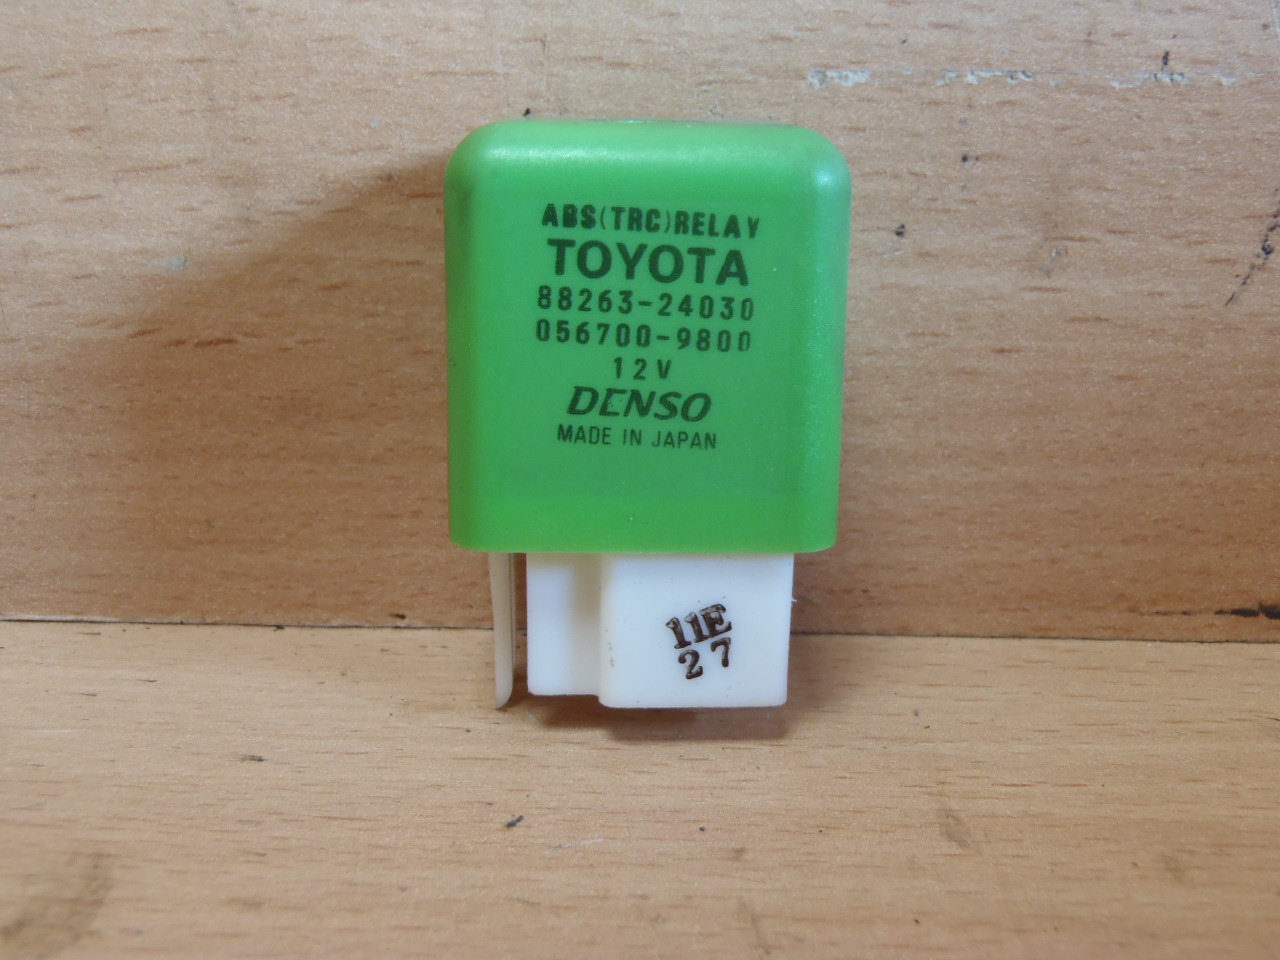 ABS(TRC)RELAY
TOYOTA
88263-24030
056700-9800
12V
DENSO
MADE IN JAPAN
11E
27